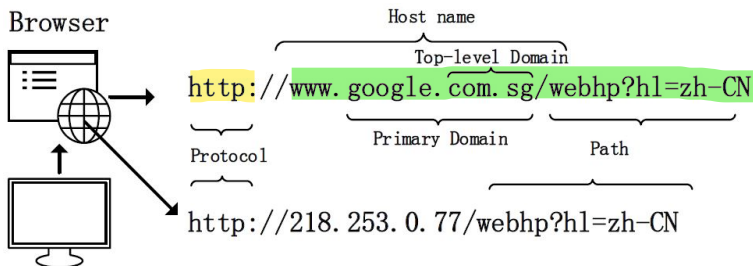 Browser
Host name
Top-level Domain
http://www.google.com.sg/webhp?hl=zh-CN
Protocol
Primary Domain
Path
http://218.253.0.77/webhp?hl=zh-CN